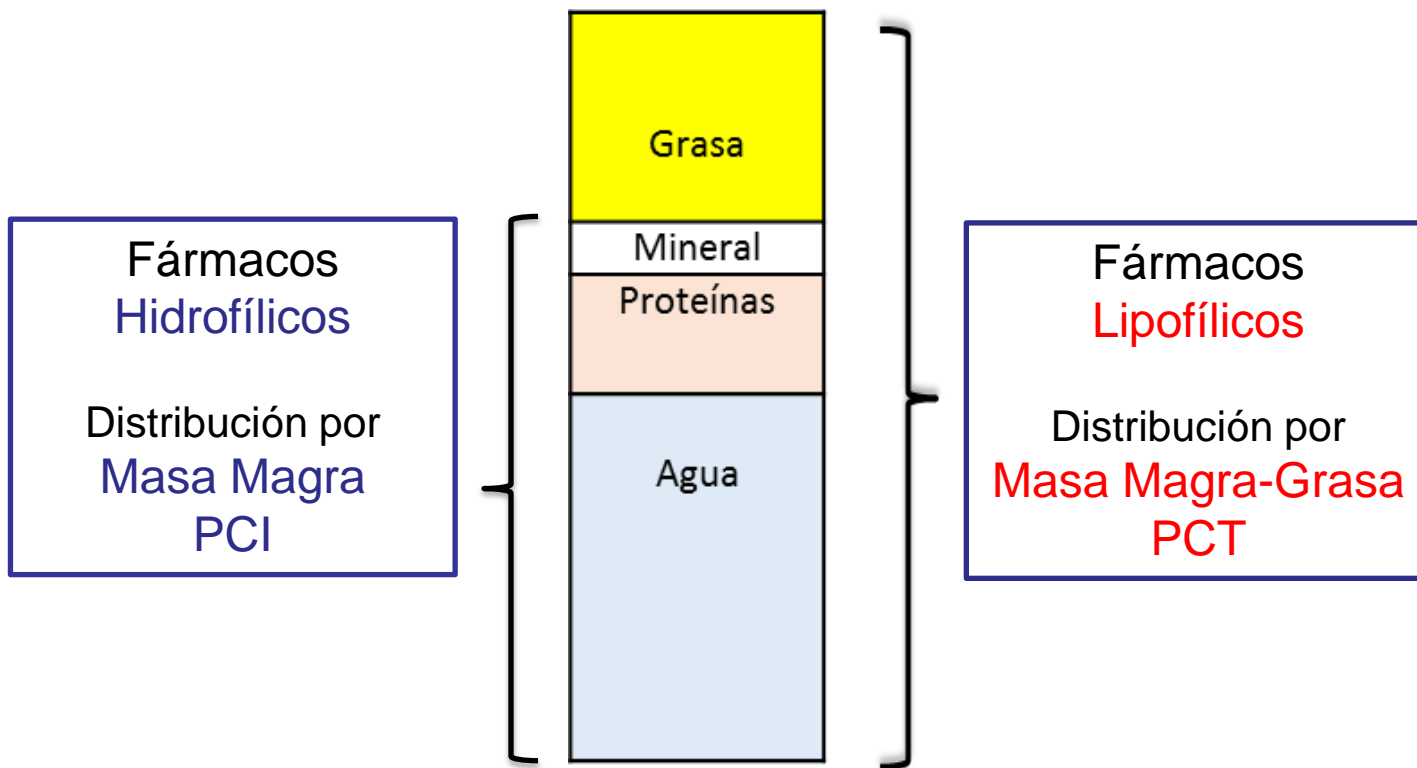 Fármacos
Hidrofílicos
Distribución por
Masa Magra
PCI
Grasa
Mineral
Proteínas
Agua
Fármacos
Lipofílicos
Distribución por
Masa Magra-Grasa
PCT